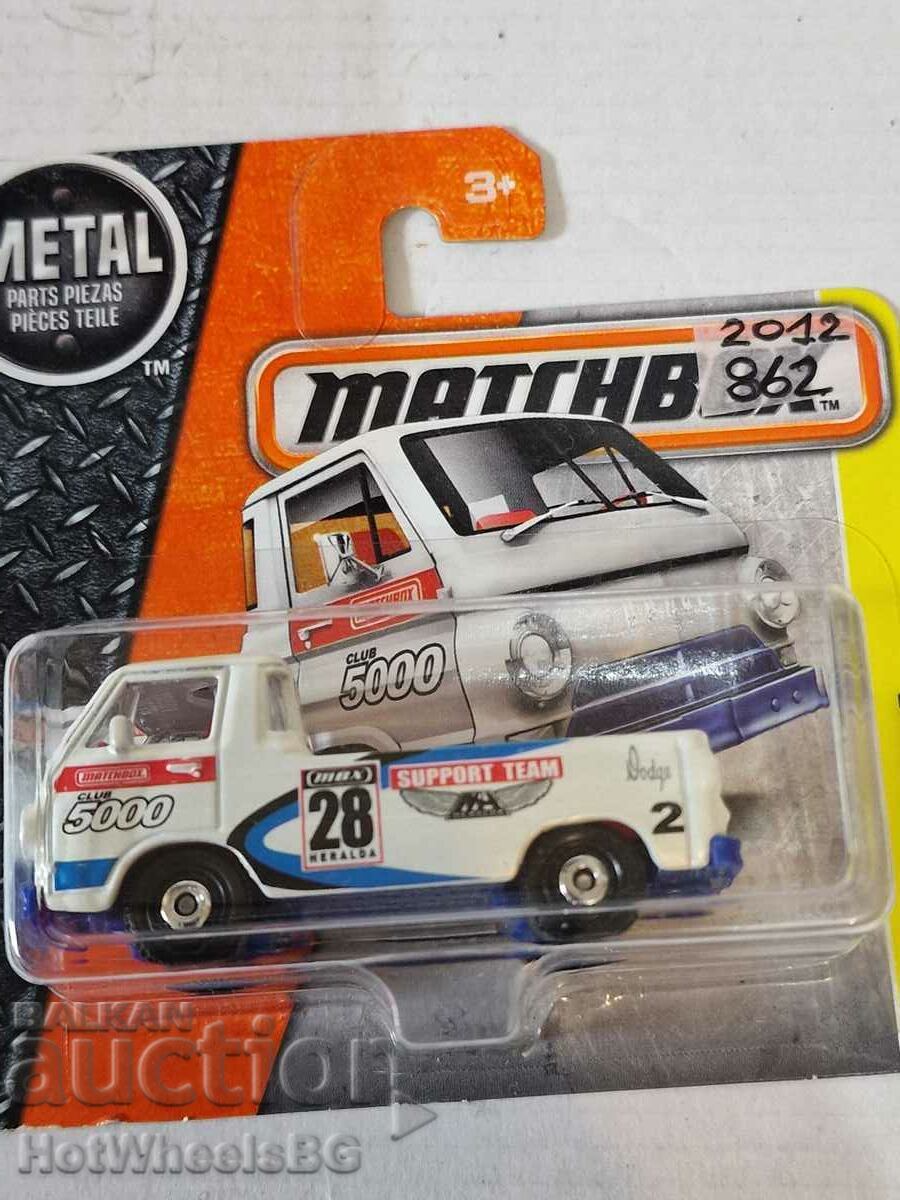 3+
METAL
PARTS PIEZAS
PIÈCES TEILE
TM
2012
862
MATCHBOX TM
MATCHBOX
CLUB
5000
MATCHBOX
CLUB
5000
MBX
28
HERALDA
SUPPORT TEAM
Dodge
2
BALKAN
auction
HotWheelsBG